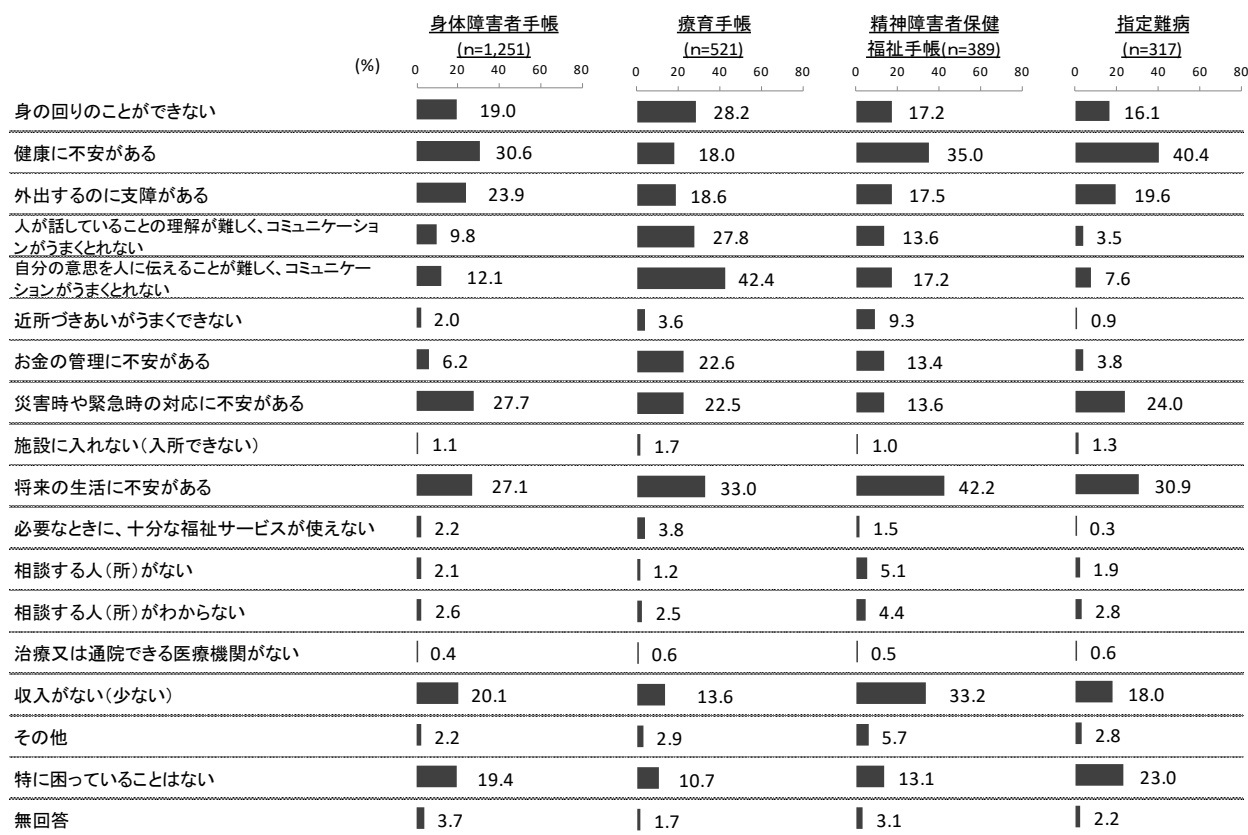 身体障害者手帳
(n=1,251)
療育手帳
(n=521)
精神障害者保健
福祉手帳(n=389)
指定難病
(n=317)
(%)
0 20 40 60 80
0 20 40 60 80
0 20 40 60 80
0 20 40 60 80
身の回りのことができない 19.0 28.2 17.2 16.1
健康に不安がある 30.6 18.0 35.0 40.4
外出するのに支障がある 23.9 18.6 17.5 19.6
人が話していることの理解が難しく、コミュニケーショ
ンがうまくとれない 9.8 27.8 13.6 3.5
自分の意思を人に伝えることが難しく、コミュニケー
ションがうまくとれない 12.1 42.4 17.2 7.6
近所づきあいがうまくできない 2.0 3.6 9.3 0.9
お金の管理に不安がある 6.2 22.6 13.4 3.8
災害時や緊急時の対応に不安がある 27.7 22.5 13.6 24.0
施設に入れない(入所できない) 1.1 1.7 1.0 1.3
将来の生活に不安がある 27.1 33.0 42.2 30.9
必要なときに、十分な福祉サービスが使えない 2.2 3.8 1.5 0.3
相談する人(所)がない 2.1 1.2 5.1 1.9
相談する人(所)がわからない 2.6 2.5 4.4 2.8
治療又は通院できる医療機関がない 0.4 0.6 0.5 0.6
収入がない(少ない) 20.1 13.6 33.2 18.0
その他 2.2 2.9 5.7 2.8
特に困っていることはない 19.4 10.7 13.1 23.0
無回答 3.7 1.7 3.1 2.2